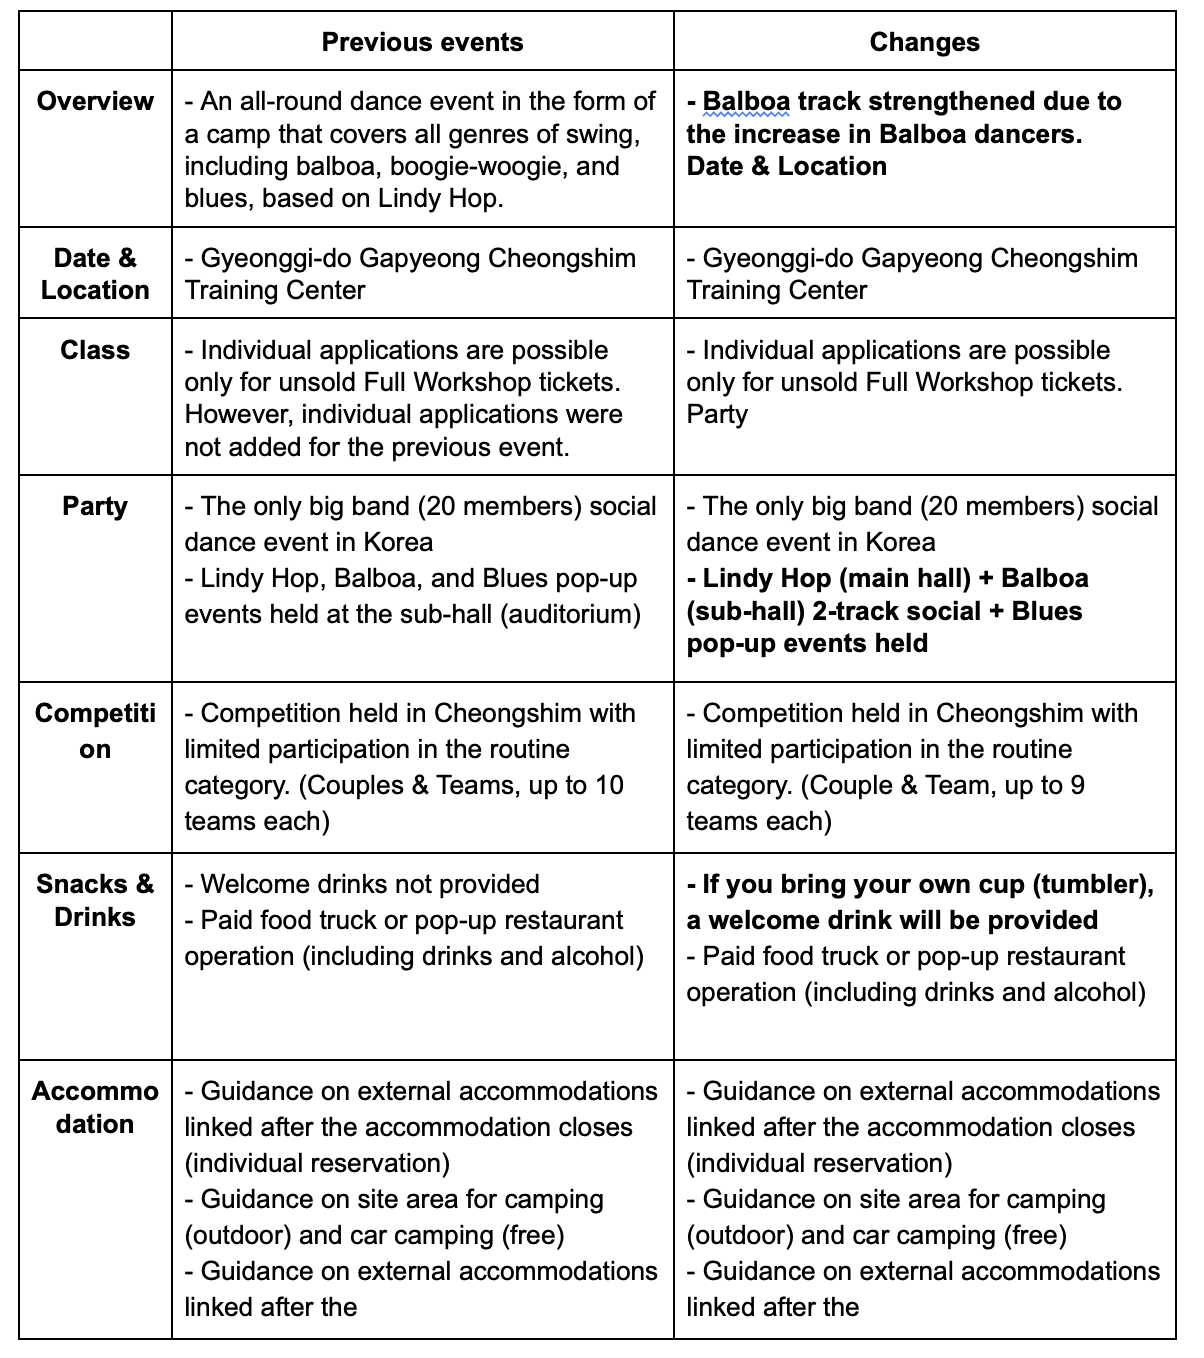 Previous events
Changes
Overview
- An all-round dance event in the form of
a camp that covers all genres of swing,
including balboa, boogie-woogie, and
blues, based on Lindy Hop.
- Balboa track strengthened due to
the increase in Balboa dancers.
Date & Location
Date &
Location
- Gyeonggi-do Gapyeong Cheongshim
Training Center
- Gyeonggi-do Gapyeong Cheongshim
Training Center
Class
- Individual applications are possible
only for unsold Full Workshop tickets.
However, individual applications were
not added for the previous event.
- Individual applications are possible
only for unsold Full Workshop tickets.
Party
Party
- The only big band (20 members) social
dance event in Korea
- Lindy Hop, Balboa, and Blues pop-up
events held at the sub-hall (auditorium)
- The only big band (20 members) social
dance event in Korea
- Lindy Hop (main hall) + Balboa
(sub-hall) 2-track social + Blues
pop-up events held
Competiti
on
- Competition held in Cheongshim with
limited participation in the routine
category. (Couples & Teams, up to 10
teams each)
- Competition held in Cheongshim with
limited participation in the routine
category. (Couple & Team, up to 9
teams each)
Snacks &
Drinks
- Welcome drinks not provided
- Paid food truck or pop-up restaurant
operation (including drinks and alcohol)
- If you bring your own cup (tumbler),
a welcome drink will be provided
- Paid food truck or pop-up restaurant
operation (including drinks and alcohol)
Accommo
dation
- Guidance on external accommodations
linked after the accommodation closes
(individual reservation)
- Guidance on site area for camping
(outdoor) and car camping (free)
- Guidance on external accommodations
linked after the
- Guidance on external accommodations
linked after the accommodation closes
(individual reservation)
- Guidance on site area for camping
(outdoor) and car camping (free)
- Guidance on external accommodations
linked after the